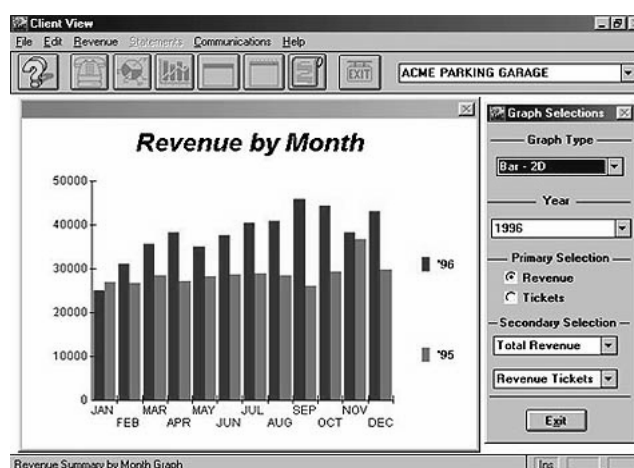 Client View
File Edit Revenue Statements Communications Help
EXIT
ACME PARKING GARAGE
Revenue by Month
50000
40000
30000
20000
10000
0
JAN MAR MAY JUL SEP NOV
FEB APR JUN AUG OCT DEC
'96
'95
Graph Selections
Graph Type
Bar - 2D
Year
1996
Primary Selection
Revenue
Tickets
Secondary Selection
Total Revenue
Revenue Tickets
Exit
Revenue Summary by Month Graph
Ins